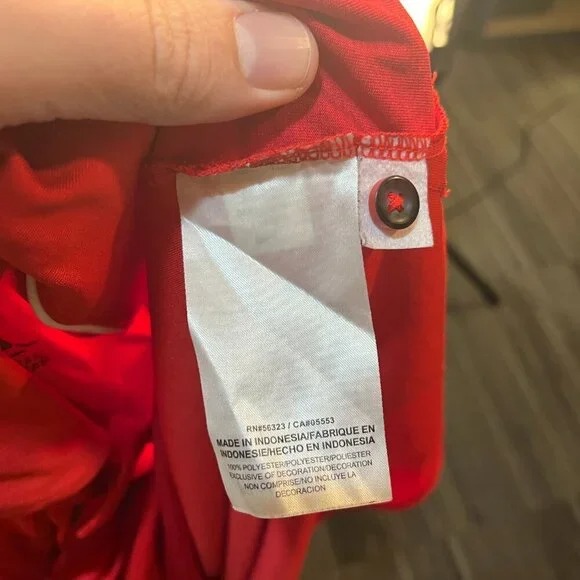 RN#56323 / CA#05553
MADE IN INDONESIA/FABRIQUE EN
INDONESIE/HECHO EN INDONESIA
100% POLYESTER/POLYESTER/POLIESTER
EXCLUSIVE OF DECORATION/DECORATION
NON COMPRISE/NO INCLUYE LA
DECORACION